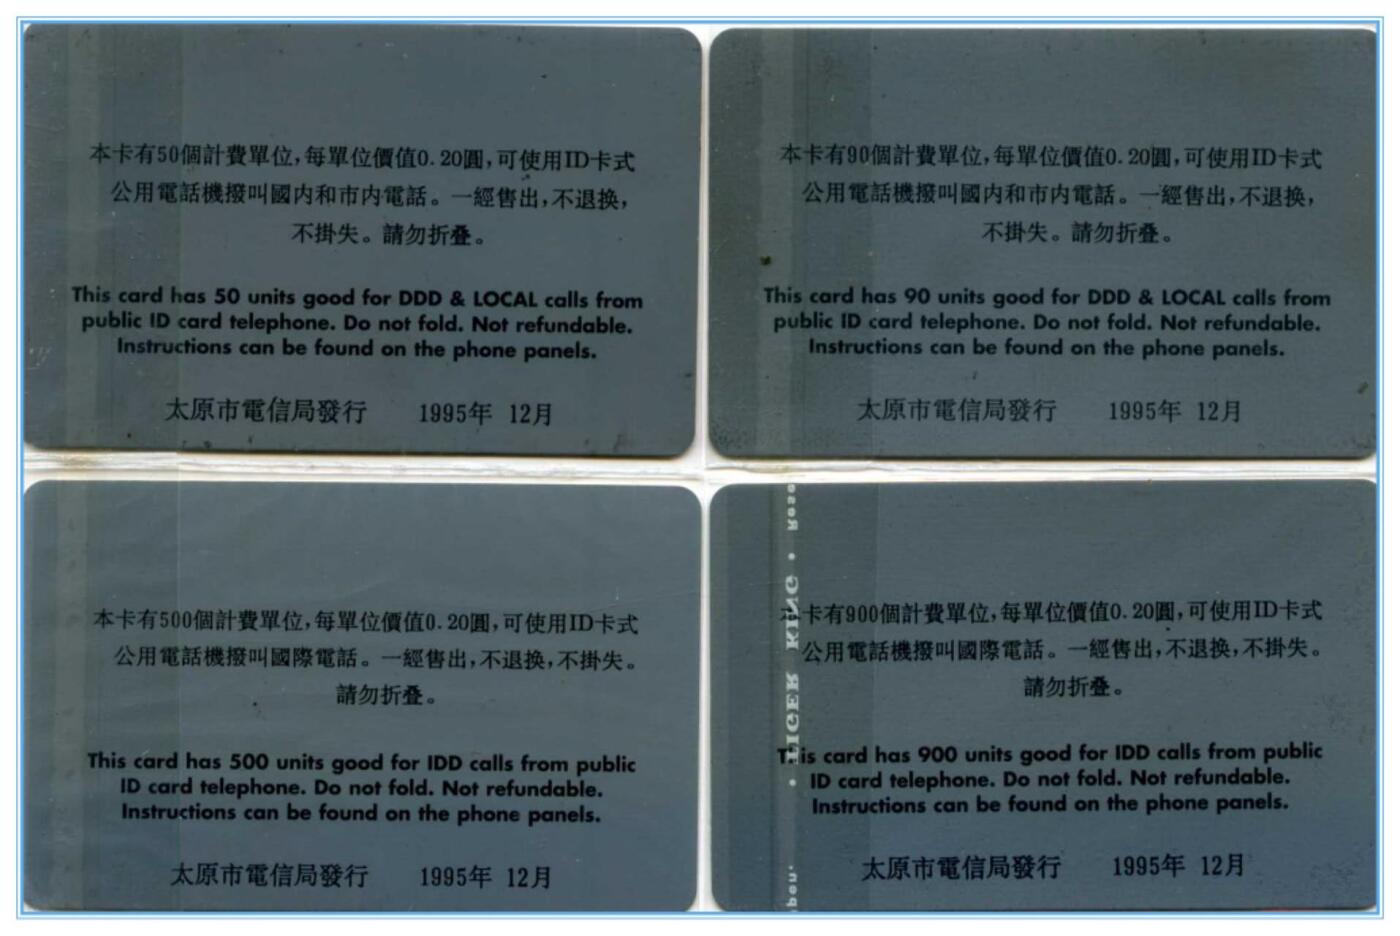 本卡有50個計費單位,每單位價值0.20圓,可使用ID卡式
公用電話機撥叫國内和市内電話。一經售出,不退换,
不掛失。請勿折叠。
This card has 50 units good for DDD & LOCAL calls from
public ID card telephone. Do not fold. Not refundable.
Instructions can be found on the phone panels.
太原市電信局發行 1995年 12月
本卡有90個計費單位,每單位價值0.20圓,可使用ID卡式
公用電話機撥叫國内和市内電話。一經售出,不退换,
不掛失。請勿折叠。
This card has 90 units good for DDD & LOCAL calls from
public ID card telephone. Do not fold. Not refundable.
Instructions can be found on the phone panels.
太原市電信局發行 1995年 12月
本卡有500個計費單位,每單位價值0.20圓,可使用ID卡式
公用電話機撥叫國際電話。一經售出,不退换,不掛失。
請勿折叠。
This card has 500 units good for IDD calls from public
ID card telephone. Do not fold. Not refundable.
Instructions can be found on the phone panels.
太原市電信局發行 1995年 12月
本卡有900個計費單位,每單位價值0.20圓,可使用ID卡式
公用電話機撥叫國際電話。一經售出,不退换,不掛失。
請勿折叠。
This card has 900 units good for IDD calls from public
ID card telephone. Do not fold. Not refundable.
Instructions can be found on the phone panels.
太原市電信局發行 1995年 12月
KING